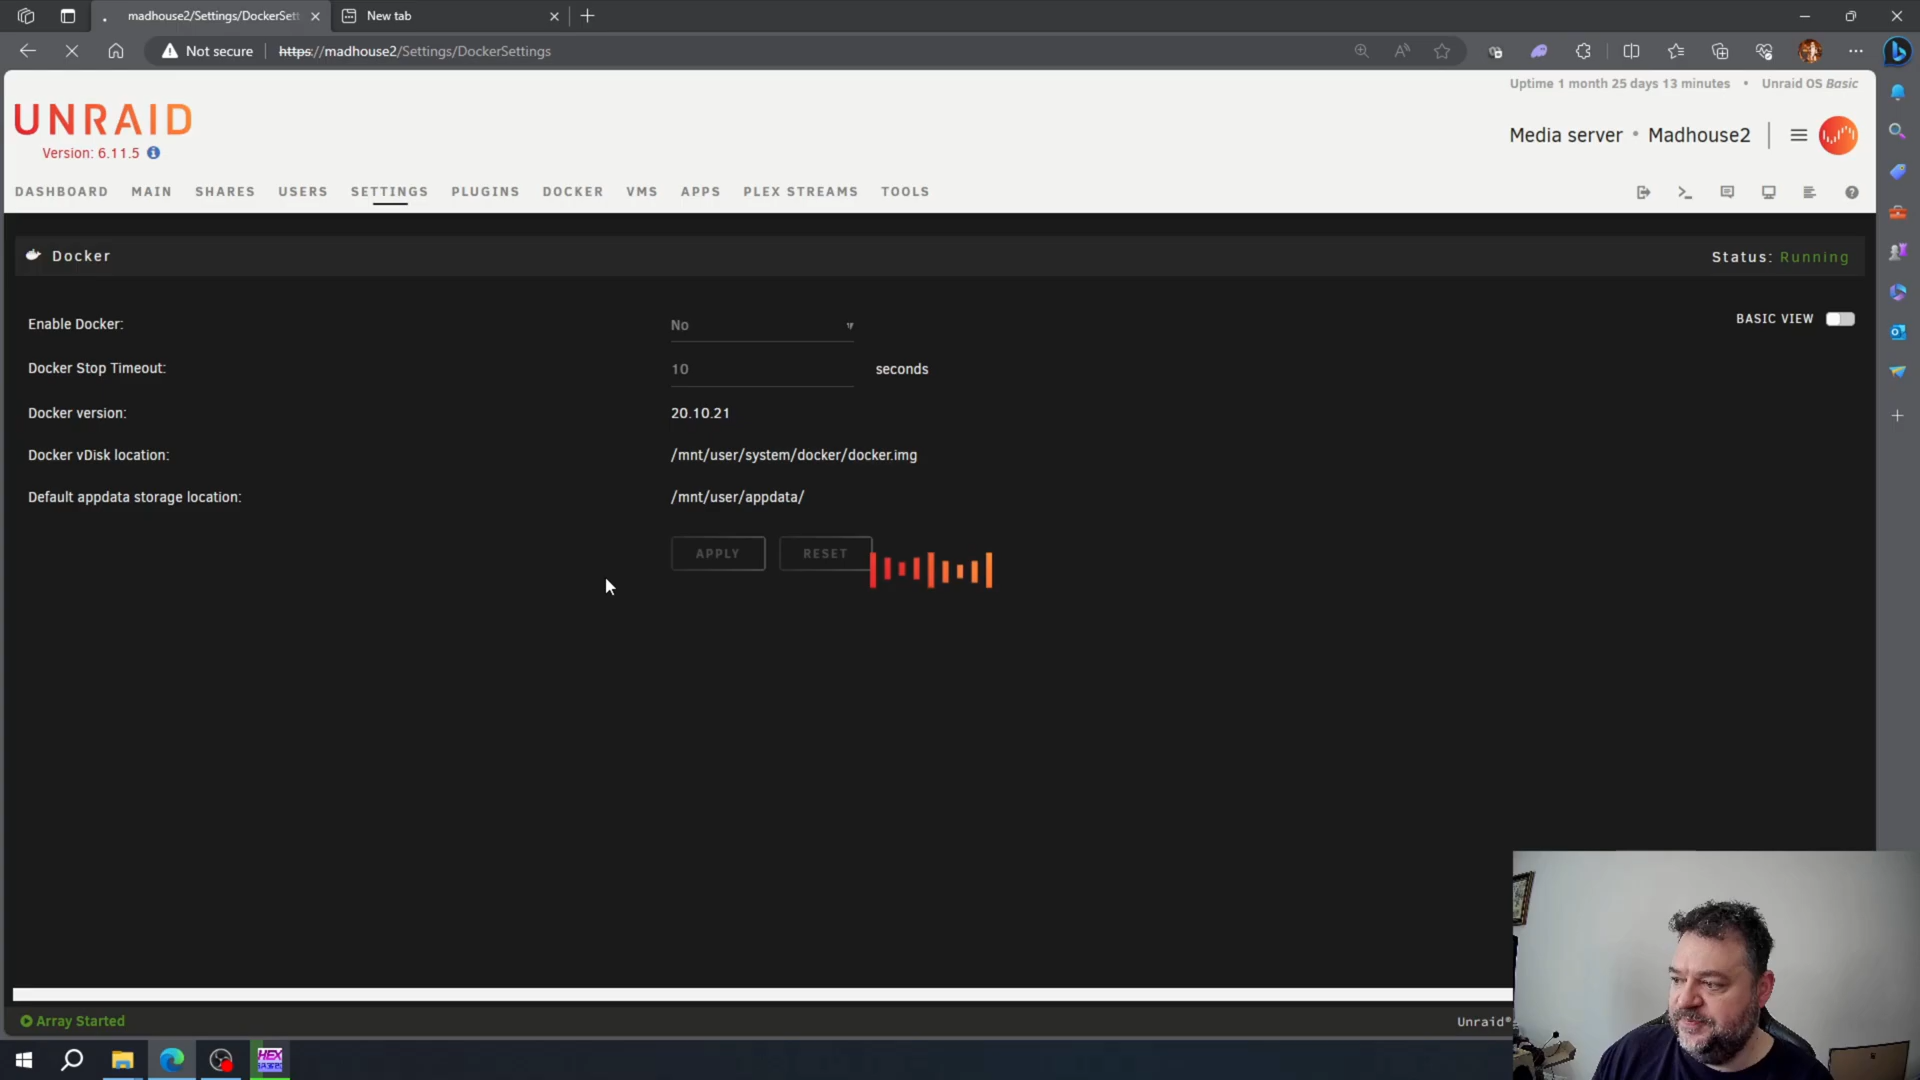 madhouse2/Settings/DockerSett
New tab
Not secure
https://madhouse2/Settings/DockerSettings
Uptime 1 month 25 days 13 minutes • Unraid OS Basic
UNRAID
Version: 6.11.5
Media server • Madhouse2
DASHBOARD MAIN SHARES USERS SETTINGS PLUGINS DOCKER VMS APPS PLEX STREAMS TOOLS
Docker
Status: Running
Enable Docker: No
BASIC VIEW
Docker Stop Timeout: 10 seconds
Docker version: 20.10.21
Docker vDisk location: /mnt/user/system/docker/docker.img
Default appdata storage location: /mnt/user/appdata/
APPLY RESET
Array Started
Unraid®
HEX